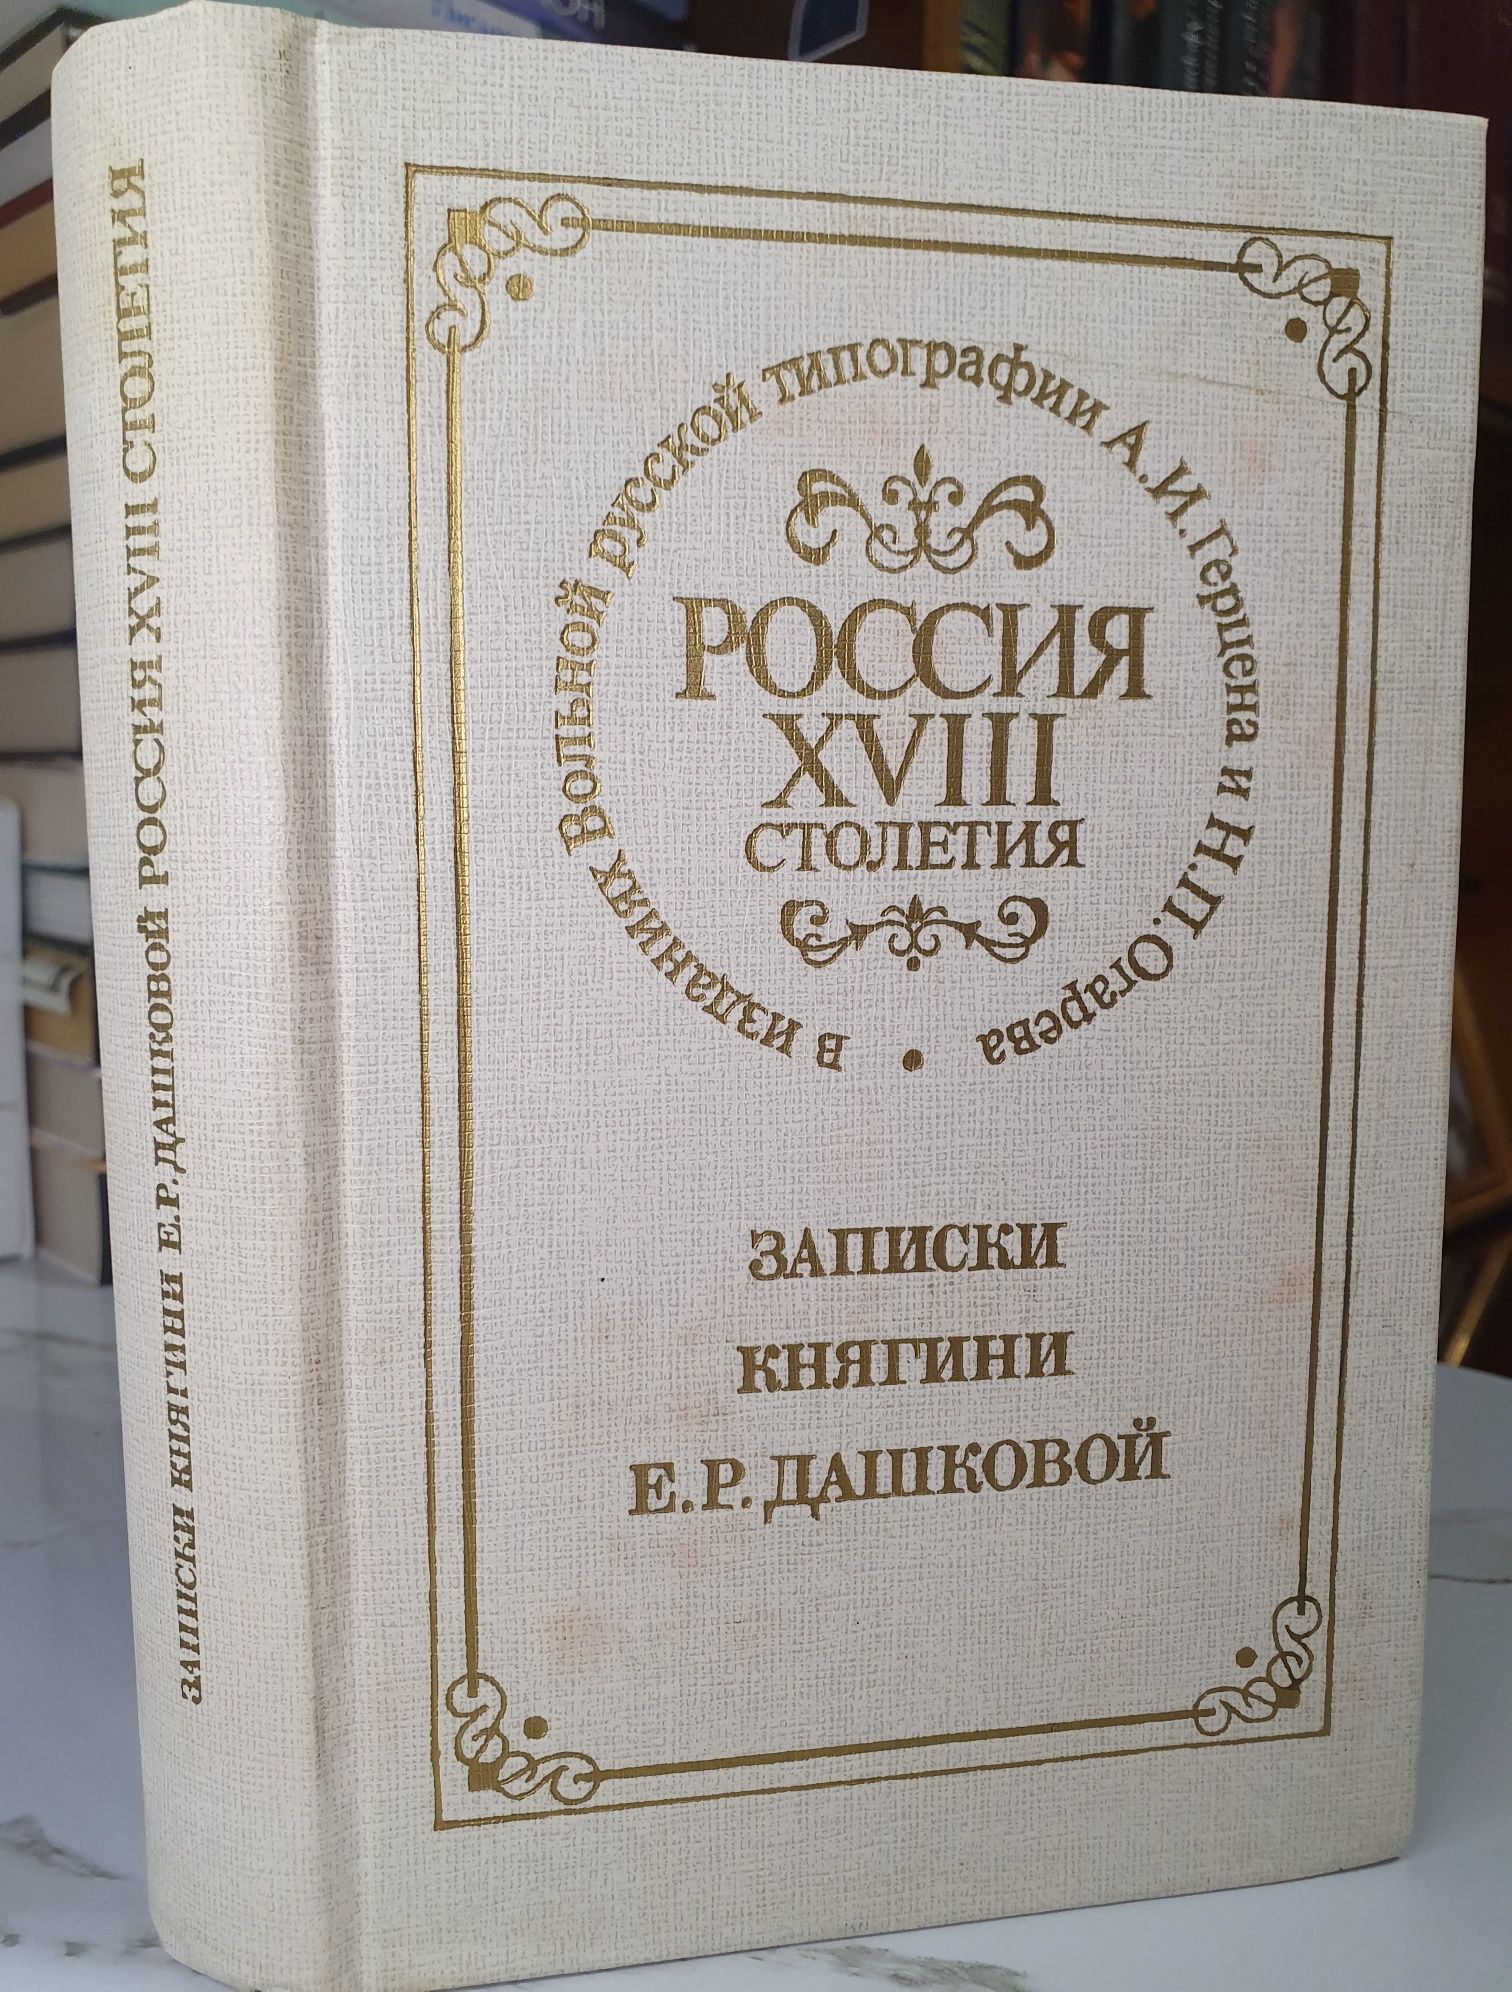 ЗАПИСКИ КНЯГИНИ Е.Р. ДАШКОВОЙ РОССИЯ XVIII СТОЛЕТИЯ
в изданиях Вольной русской типографии А.И.Герцена и Н.П.Огарева
РОССИЯ
XVIII
СТОЛЕТИЯ
ЗАПИСКИ
КНЯГИНИ
Е.Р.ДАШКОВОЙ